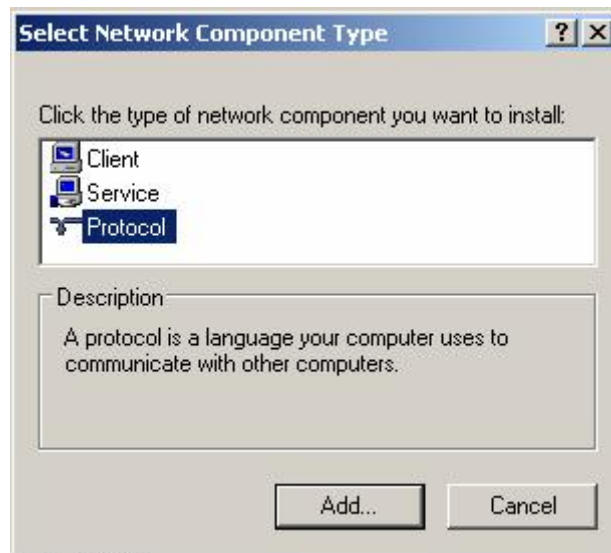 Select Network Component Type
Click the type of network component you want to install:
Client
Service
Protocol
Description
A protocol is a language your computer uses to
communicate with other computers.
Add...
Cancel